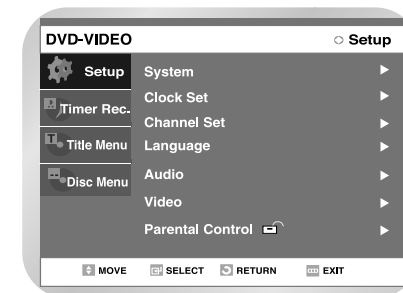 DVD-VIDEO Setup
Setup
Timer Rec.
Title Menu
Disc Menu
System
Clock Set
Channel Set
Language
Audio
Video
Parental Control
MOVE SELECT RETURN EXIT